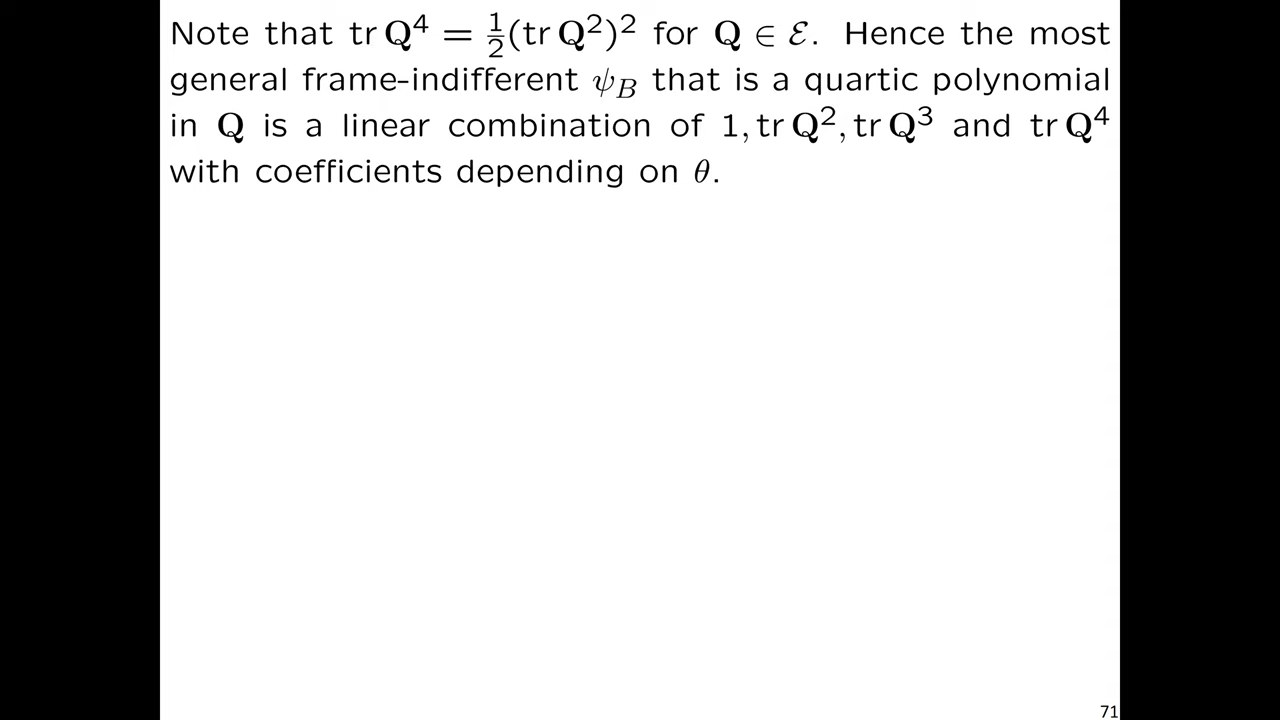 Note that tr Q⁴ = ½(tr Q²)² for Q ∈ ℰ. Hence the most
general frame-indifferent ψ_B that is a quartic polynomial
in Q is a linear combination of 1, tr Q², tr Q³ and tr Q⁴
with coefficients depending on θ.
71